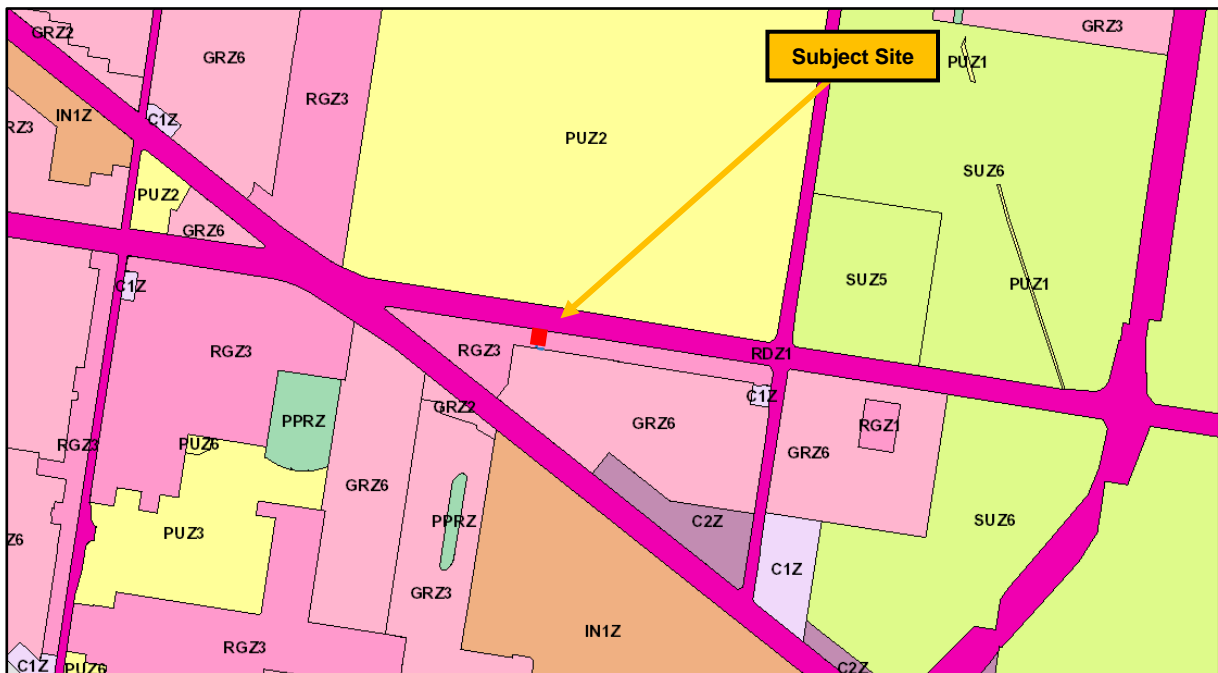 GRZ2
GRZ6
GRZ3
Subject Site
PUZ1
RGZ3
IN1Z
C1Z
RZ3
PUZ2
SUZ6
PUZ2
GRZ6
SUZ5
PUZ1
C1Z
RGZ3
RGZ3
RDZ1
C1Z
GRZ2
PPRZ
GRZ6
RGZ1
RGZ3
PUZ6
GRZ6
GRZ6
PPRZ
C2Z
SUZ6
Z6
PUZ3
C1Z
GRZ3
IN1Z
RGZ3
C1Z
PUZ6
C2Z